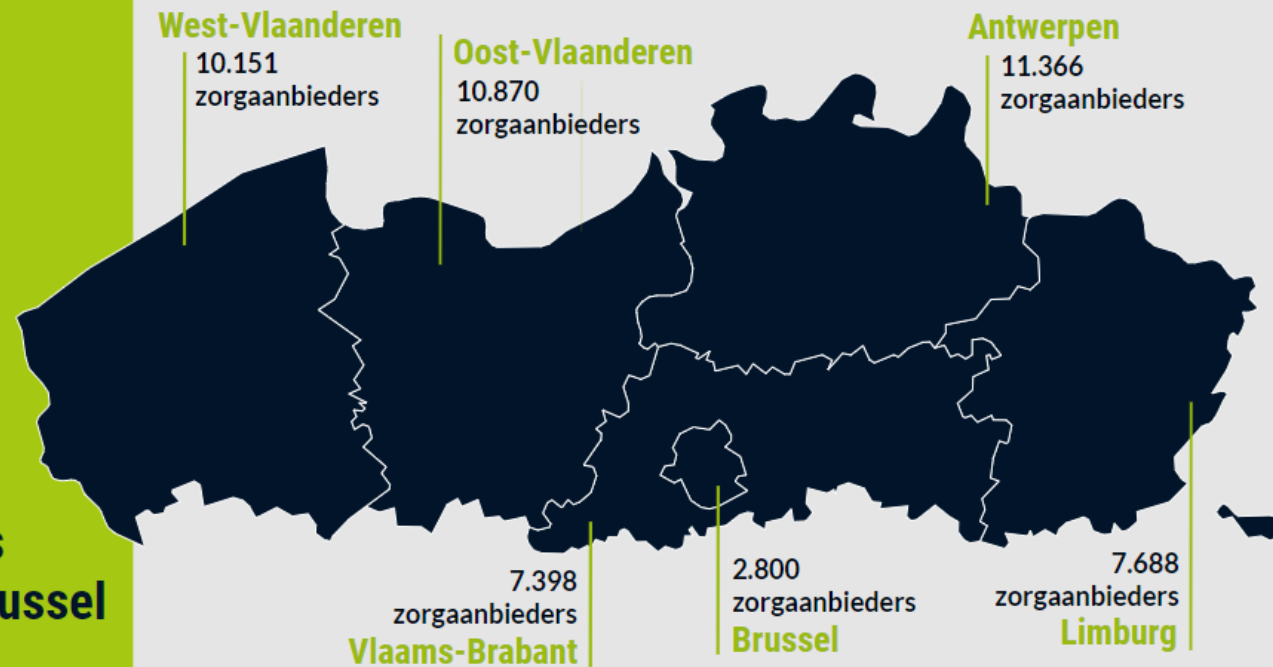 West-Vlaanderen
10.151
zorgaanbieders
Oost-Vlaanderen
10.870
zorgaanbieders
Antwerpen
11.366
zorgaanbieders
ussel
7.398
zorgaanbieders
Vlaams-Brabant
2.800
zorgaanbieders
Brussel
7.688
zorgaanbieders
Limburg